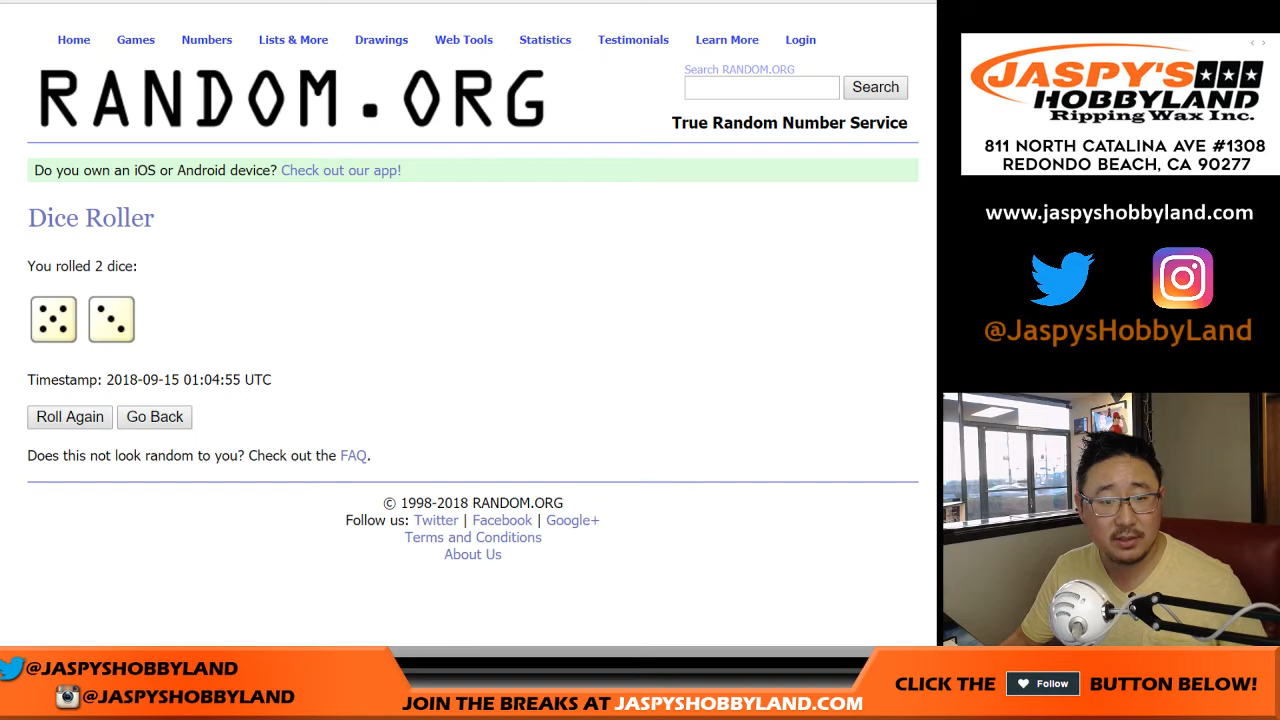 Home Games Numbers Lists & More Drawings Web Tools Statistics Testimonials Learn More Login
RANDOM.ORG
Search RANDOM.ORG
Search
True Random Number Service
Do you own an iOS or Android device? Check out our app!
Dice Roller
You rolled 2 dice:
Timestamp: 2018-09-15 01:04:55 UTC
Roll Again Go Back
Does this not look random to you? Check out the FAQ.
© 1998-2018 RANDOM.ORG
Follow us: Twitter | Facebook | Google+
Terms and Conditions
About Us
JASPY'S
HOBBYLAND
Ripping Wax Inc.
811 NORTH CATALINA AVE #1308
REDONDO BEACH, CA 90277
www.jaspyshobbyland.com
@JaspysHobbyLand
@JASPYSHOBBYLAND
@JASPYSHOBBYLAND
JOIN THE BREAKS AT JASPYSHOBBYLAND.COM
CLICK THE Follow BUTTON BELOW!